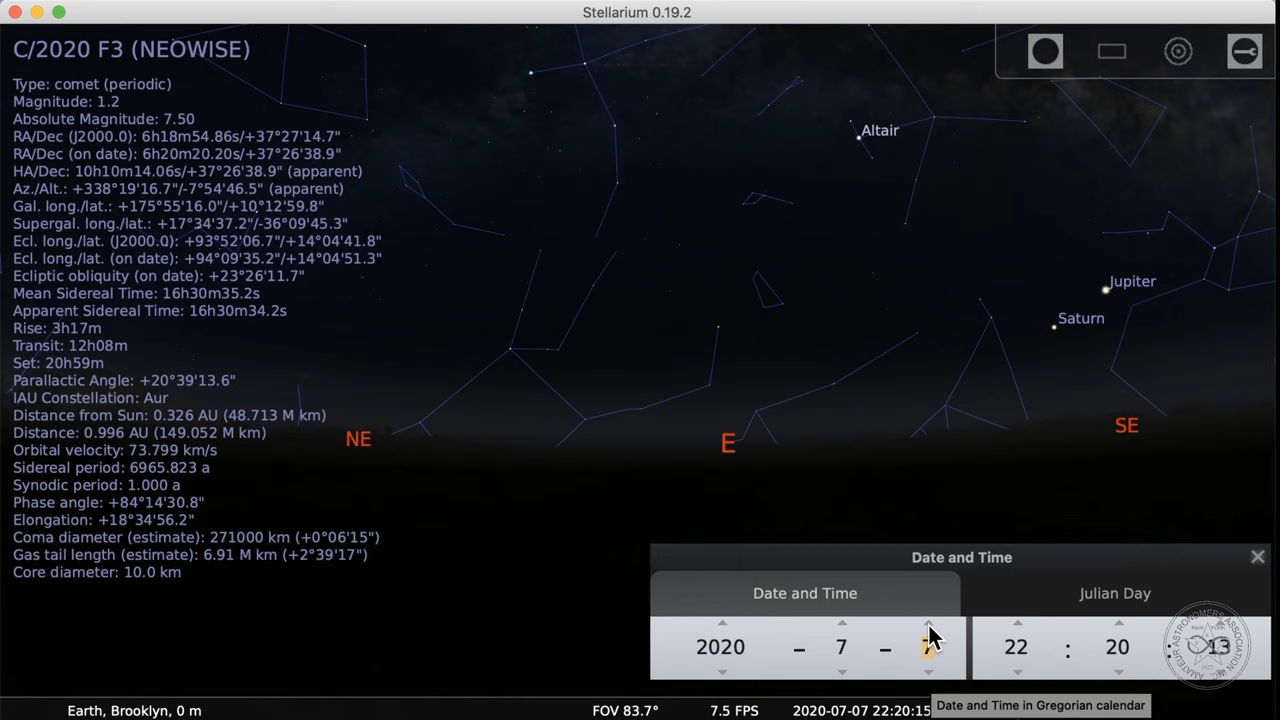 Stellarium 0.19.2
C/2020 F3 (NEOWISE)
Type: comet (periodic)
Magnitude: 1.2
Absolute Magnitude: 7.50
RA/Dec (J2000.0): 6h18m54.86s/+37°27'14.7"
RA/Dec (on date): 6h20m20.20s/+37°26'38.9"
HA/Dec: 10h10m14.06s/+37°26'38.9" (apparent)
Az./Alt.: +338°19'16.7"/-7°54'46.5" (apparent)
Gal. long./lat.: +175°55'16.0"/+10°12'59.8"
Supergal. long./lat.: +17°34'37.2"/-36°09'45.3"
Ecl. long./lat. (J2000.0): +93°52'06.7"/+14°04'41.8"
Ecl. long./lat. (on date): +94°09'35.2"/+14°04'51.3"
Ecliptic obliquity (on date): +23°26'11.7"
Mean Sidereal Time: 16h30m35.2s
Apparent Sidereal Time: 16h30m34.2s
Rise: 3h17m
Transit: 12h08m
Set: 20h59m
Parallactic Angle: +20°39'13.6"
IAU Constellation: Aur
Distance from Sun: 0.326 AU (48.713 M km)
Distance: 0.996 AU (149.052 M km)
Orbital velocity: 73.799 km/s
Sidereal period: 6965.823 a
Synodic period: 1.000 a
Phase angle: +84°14'30.8"
Elongation: +18°34'56.2"
Coma diameter (estimate): 271000 km (+0°06'15")
Gas tail length (estimate): 6.91 M km (+2°39'17")
Core diameter: 10.0 km
Altair
Jupiter
Saturn
NE
E
SE
Date and Time
Date and Time
Julian Day
2020 - 7 - 7
22 : 20 : 13
AMATEUR ASTRONOMERS ASSOCIATION INC.
NEW YORK
1927
Date and Time in Gregorian calendar
Earth, Brooklyn, 0 m
FOV 83.7°
7.5 FPS
2020-07-07 22:20:15